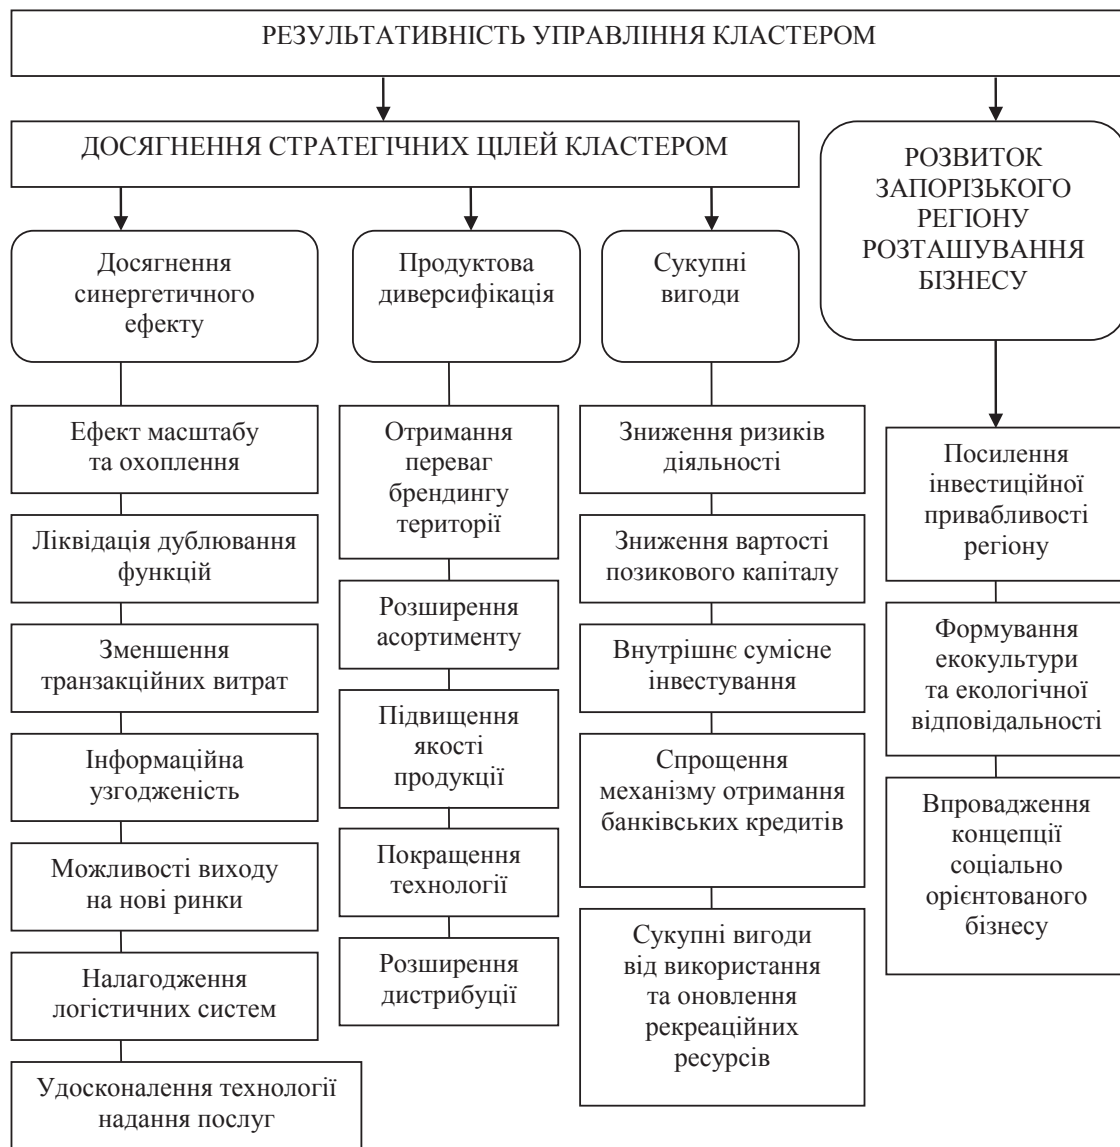 РЕЗУЛЬТАТИВНІСТЬ УПРАВЛІННЯ КЛАСТЕРОМ
ДОСЯГНЕННЯ СТРАТЕГІЧНИХ ЦІЛЕЙ КЛАСТЕРОМ
Досягнення
синергетичного
ефекту
Ефект масштабу
та охоплення
Ліквідація дублювання
функцій
Зменшення
транзакційних витрат
Інформаційна
узгодженість
Можливості виходу
на нові ринки
Налагодження
логістичних систем
Удосконалення технології
надання послуг
Продуктова
диверсифікація
Отримання
переваг
брендингу
території
Розширення
асортименту
Підвищення
якості
продукції
Покращення
технології
Розширення
дистрибуції
Сукупні
вигоди
Зниження ризиків
діяльності
Зниження вартості
позикового капіталу
Внутрішнє сумісне
інвестування
Спрощення
механізму отримання
банківських кредитів
Сукупні вигоди
від використання
та оновлення
рекреаційних
ресурсів
РОЗВИТОК
ЗАПОРІЗЬКОГО
РЕГІОНУ
РОЗТАШУВАННЯ
БІЗНЕСУ
Посилення
інвестиційної
привабливості
регіону
Формування
екокультури
та екологічної
відповідальності
Впровадження
концепції
соціально
орієнтованого
бізнесу